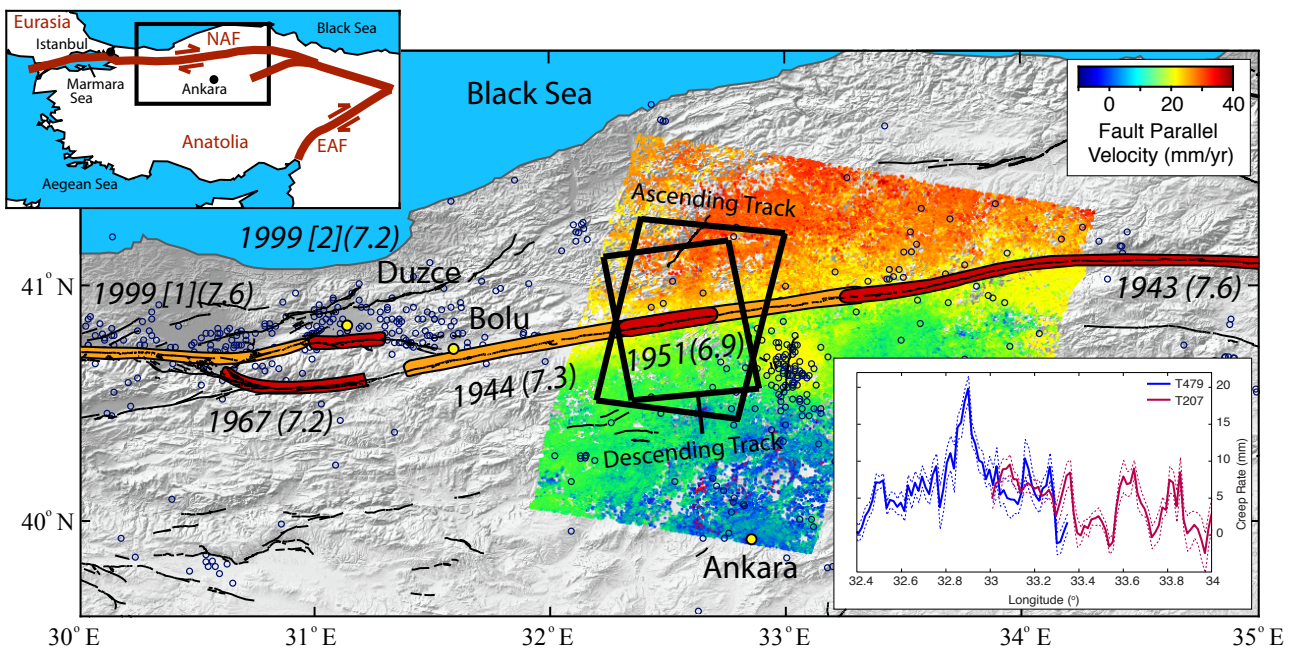 Eurasia
Istanbul
NAF
Black Sea
Marmara
Sea
Ankara
Anatolia
EAF
Aegean Sea
Black Sea
0
20
40
Fault Parallel
Velocity (mm/yr)
Ascending Track
1999 [2](7.2)
Duzce
41° N
1999 [1](7.6)
1943 (7.6)
Bolu
1951(6.9)
1944 (7.3)
1967 (7.2)
Descending Track
40° N
Ankara
T479
T207
20
15
10
5
0
Creep Rate (mm)
32.4
32.6
32.8
33
33.2
33.4
33.6
33.8
34
Longitude (°)
30° E
31° E
32° E
33° E
34° E
35° E